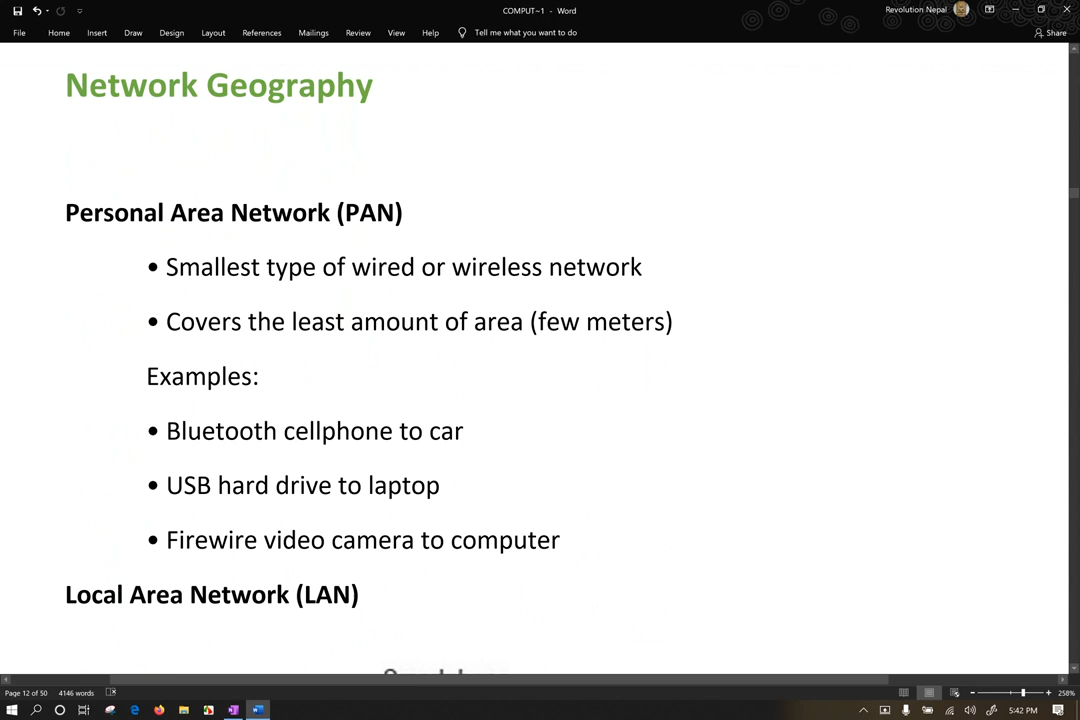 COMPUT~1 - Word
Revolution Nepal
File Home Insert Draw Design Layout References Mailings Review View Help Tell me what you want to do Share
Network Geography
Personal Area Network (PAN)
• Smallest type of wired or wireless network
• Covers the least amount of area (few meters)
Examples:
• Bluetooth cellphone to car
• USB hard drive to laptop
• Firewire video camera to computer
Local Area Network (LAN)
Page 12 of 50 4146 words 258%
5:42 PM